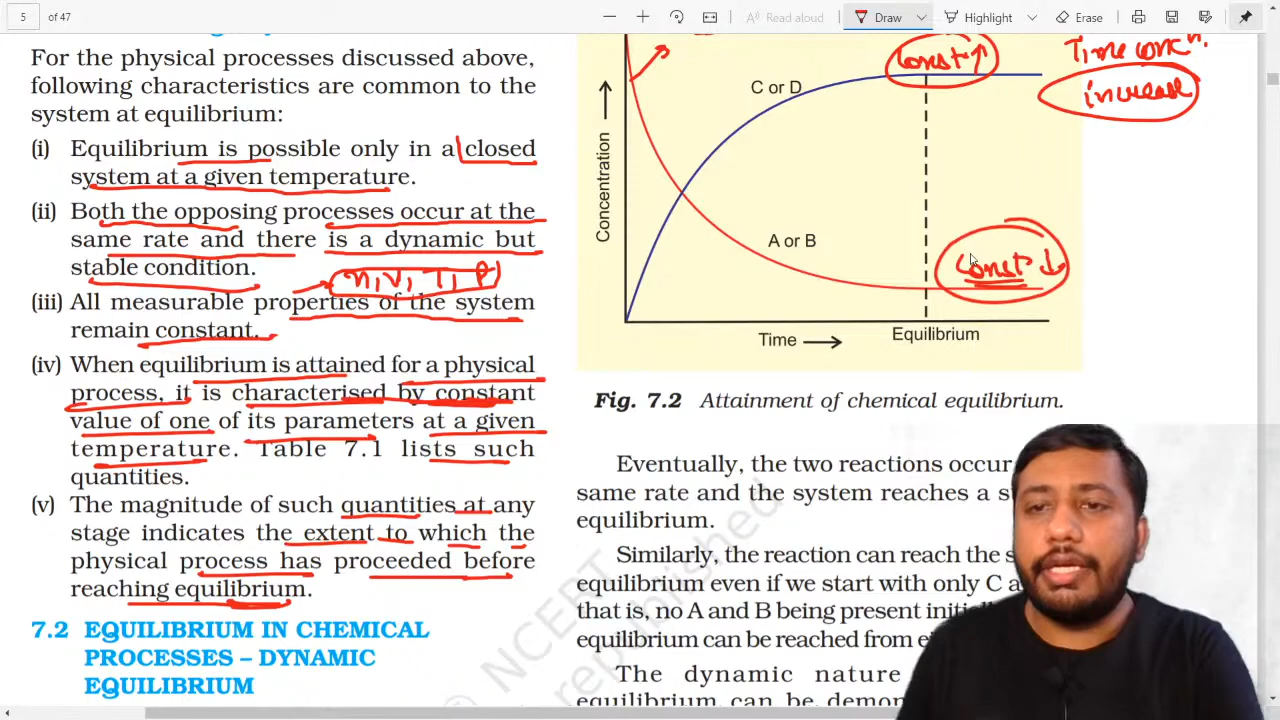 5 of 47
Read aloud
Draw
Highlight
Erase
For the physical processes discussed above,
following characteristics are common to the
system at equilibrium:
(i) Equilibrium is possible only in a closed
system at a given temperature.
(ii) Both the opposing processes occur at the
same rate and there is a dynamic but
stable condition.
n, V, T, P
(iii) All measurable properties of the system
remain constant.
(iv) When equilibrium is attained for a physical
process, it is characterised by constant
value of one of its parameters at a given
temperature. Table 7.1 lists such
quantities.
(v) The magnitude of such quantities at any
stage indicates the extent to which the
physical process has proceeded before
reaching equilibrium.
7.2 EQUILIBRIUM IN CHEMICAL
PROCESSES – DYNAMIC
EQUILIBRIUM
Const ↑
Time concn.
increase
C or D
Concentration
A or B
const ↓
Time
Equilibrium
Fig. 7.2 Attainment of chemical equilibrium.
Eventually, the two reactions occur
same rate and the system reaches a s
equilibrium.
Similarly, the reaction can reach the s
equilibrium even if we start with only C a
that is, no A and B being present initi
equilibrium can be reached from e
The dynamic nature
equilibrium can be demo
© NCERT
republished